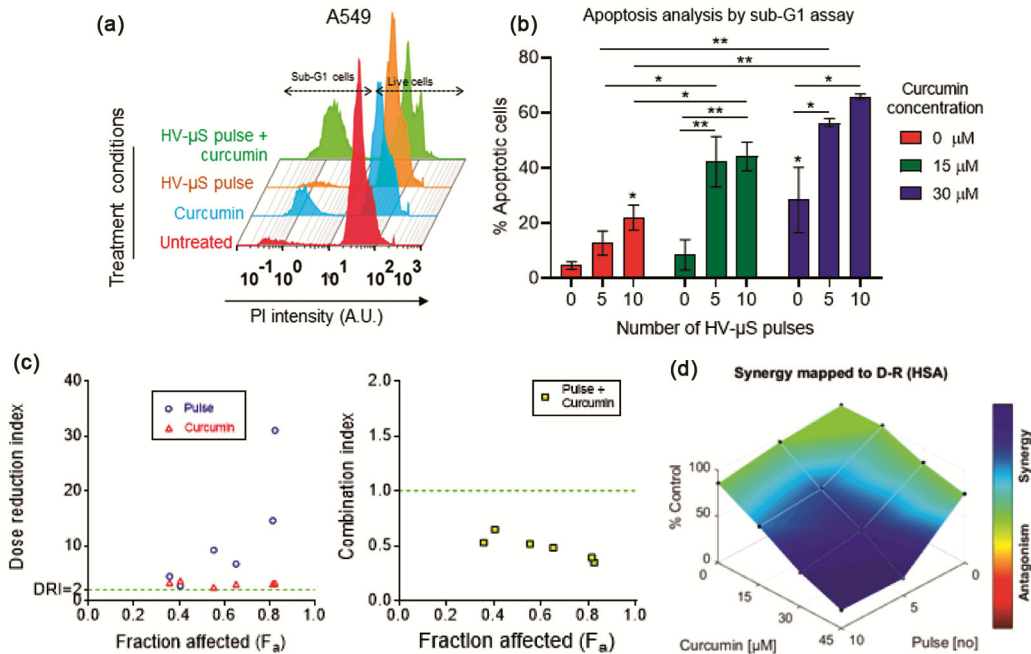 (a)
A549
Sub-G1 cells
Live cells
Treatment conditions
HV-µS pulse +
curcumin
HV-µS pulse
Curcumin
Untreated
10⁻¹ 10⁰ 10¹ 10² 10³
PI intensity (A.U.)
(b)
Apoptosis analysis by sub-G1 assay
% Apoptotic cells
80
60
40
20
0
**
**
*
*
*
**
**
*
*
*
0 5 10 0 5 10 0 5 10
Number of HV-µS pulses
Curcumin
concentration
0 µM
15 µM
30 µM
(c)
Dose reduction index
40
30
20
10
DRI=2
0
Pulse
Curcumin
0.0 0.2 0.4 0.6 0.8 1.0
Fraction affected (Fa)
Combination index
2.0
1.5
1.0
0.5
0.0
Pulse +
Curcumin
0.0 0.2 0.4 0.6 0.8 1.0
Fraction affected (Fa)
(d)
Synergy mapped to D-R (HSA)
% Control
100
50
0
0
15
30
45
Curcumin [µM]
10
5
0
Pulse [no]
Synergy
Antagonism